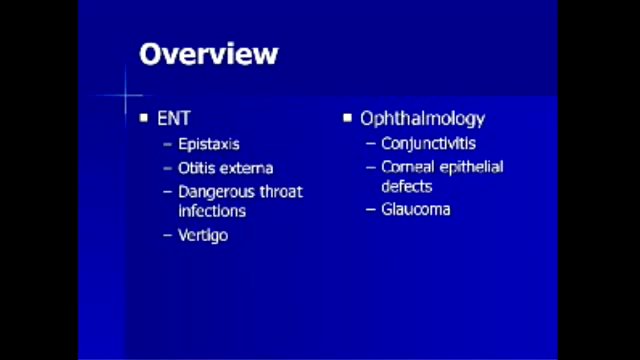 Overview
ENT
– Epistaxis
– Otitis externa
– Dangerous throat
infections
– Vertigo
Ophthalmology
– Conjunctivitis
– Corneal epithelial
defects
– Glaucoma